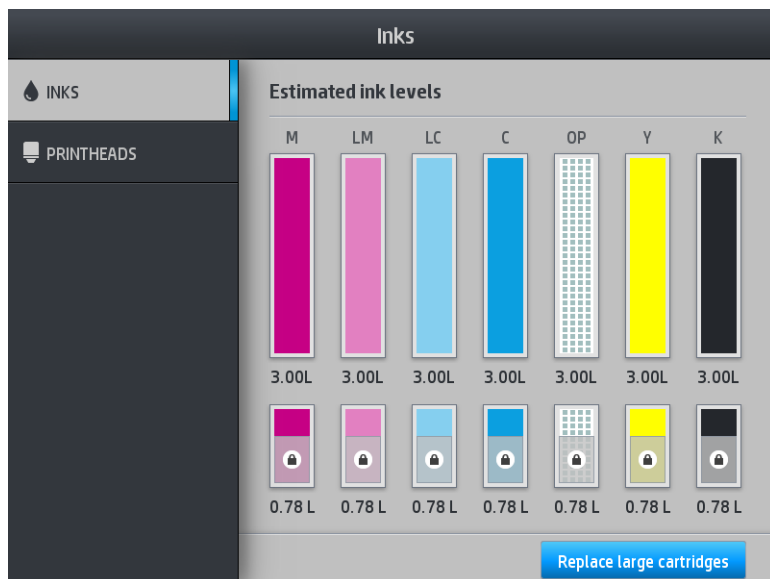 Inks
INKS
PRINTHEADS
Estimated ink levels
M LM LC C OP Y K
3.00L 3.00L 3.00L 3.00L 3.00L 3.00L 3.00L
0.78 L 0.78 L 0.78 L 0.78 L 0.78 L 0.78 L 0.78 L
Replace large cartridges